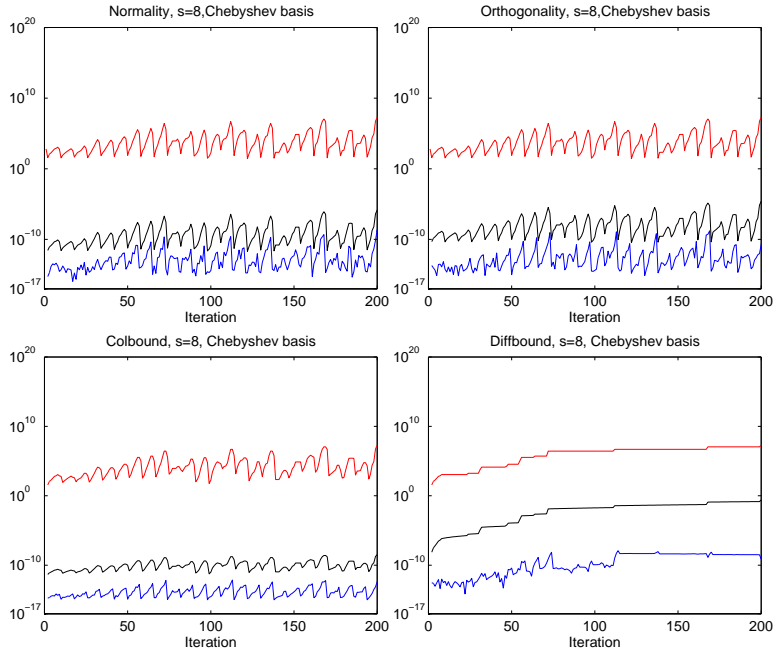 Normality, s=8,Chebyshev basis
10^20
10^10
10^0
10^-10
10^-17
0 50 100 150 200
Iteration
Orthogonality, s=8,Chebyshev basis
10^20
10^10
10^0
10^-10
10^-17
0 50 100 150 200
Iteration
Colbound, s=8, Chebyshev basis
10^20
10^10
10^0
10^-10
10^-17
0 50 100 150 200
Iteration
Diffbound, s=8, Chebyshev basis
10^20
10^10
10^0
10^-10
10^-17
0 50 100 150 200
Iteration